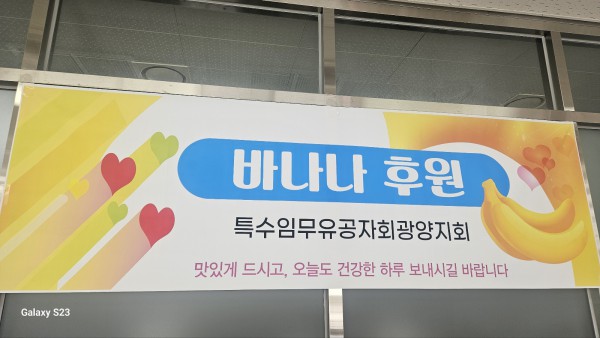 바나나 후원
특수임무유공자회광양지회
맛있게 드시고, 오늘도 건강한 하루 보내시길 바랍니다
Galaxy S23